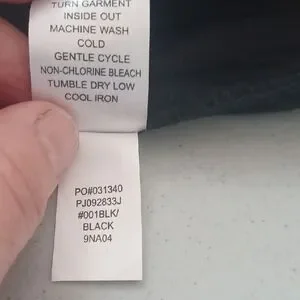 TURN GARMENT
INSIDE OUT
MACHINE WASH
COLD
GENTLE CYCLE
NON-CHLORINE BLEACH
TUMBLE DRY LOW
COOL IRON
PO#031340
PJ092833J
#001BLK/
BLACK
9NA04